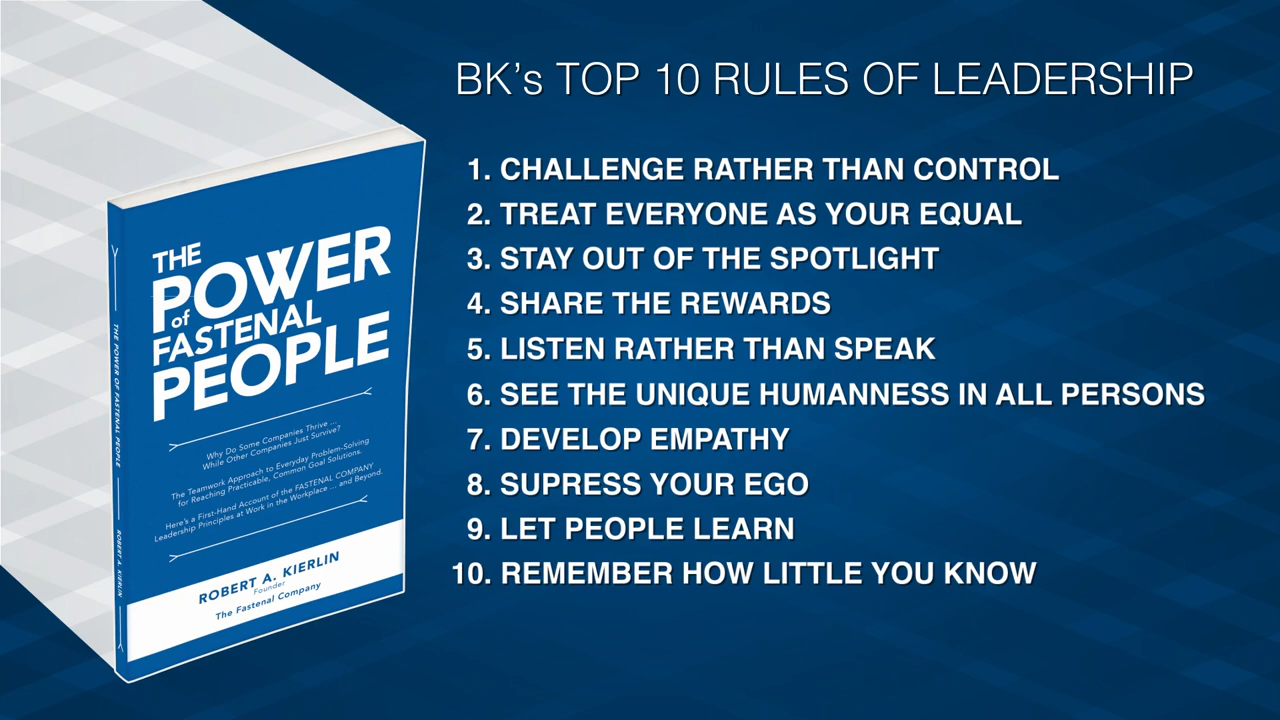 BK's TOP 10 RULES OF LEADERSHIP
1. CHALLENGE RATHER THAN CONTROL
2. TREAT EVERYONE AS YOUR EQUAL
3. STAY OUT OF THE SPOTLIGHT
4. SHARE THE REWARDS
5. LISTEN RATHER THAN SPEAK
6. SEE THE UNIQUE HUMANNESS IN ALL PERSONS
7. DEVELOP EMPATHY
8. SUPRESS YOUR EGO
9. LET PEOPLE LEARN
10. REMEMBER HOW LITTLE YOU KNOW
THE
POWER
of
FASTENAL
PEOPLE
Why Do Some Companies Thrive ...
While Other Companies Just Survive?
The Teamwork Approach to Everyday Problem-Solving
for Reaching Practicable, Common Goal Solutions.
Here's a First-Hand Account of the FASTENAL COMPANY
Leadership Principles at Work in the Workplace ... and Beyond.
ROBERT A. KIERLIN
Founder
The Fastenal Company
THE POWER OF FASTENAL PEOPLE
ROBERT A. KIERLIN